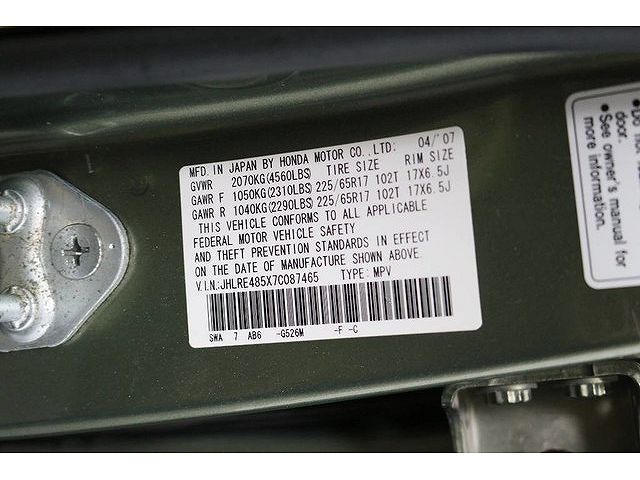 MFD. IN JAPAN BY HONDA MOTOR CO.,LTD: 04/'07
GVWR 2070KG(4560LBS) TIRE SIZE RIM SIZE
GAWR F 1050KG(2310LBS) 225/65R17 102T 17X6.5J
GAWR R 1040KG(2290LBS) 225/65R17 102T 17X6.5J
THIS VEHICLE CONFORMS TO ALL APPLICABLE
FEDERAL MOTOR VEHICLE SAFETY
AND THEFT PREVENTION STANDARDS IN EFFECT
ON THE DATE OF MANUFACTURE SHOWN ABOVE.
V.I.N.:JHLRE485X7C087465 TYPE: MPV
SWA 7 AB6 -G526M -F -C
• Do
door.
• See owner's manual for
more information.